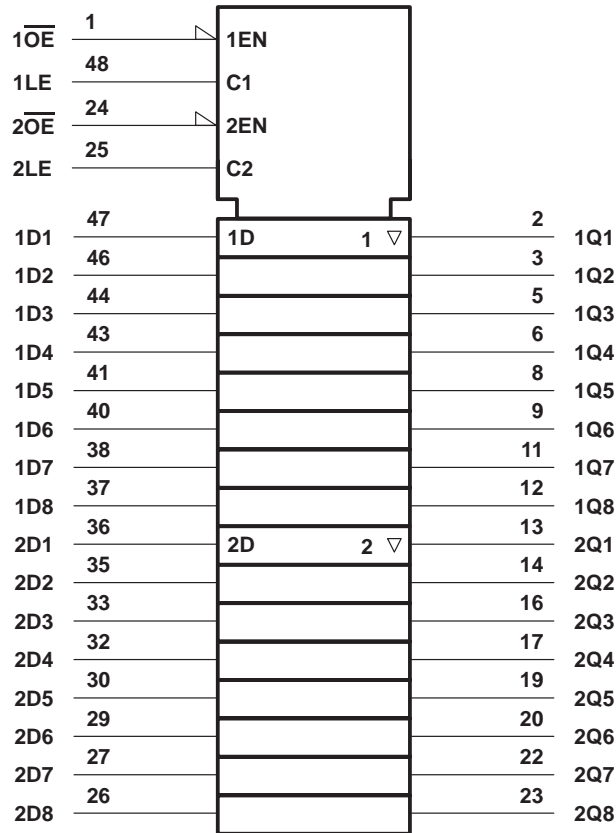 1
1OE 1EN
48
1LE C1
24
2OE 2EN
25
2LE C2
47 2
1D1 1D 1 ▽ 1Q1
46 3
1D2 1Q2
44 5
1D3 1Q3
43 6
1D4 1Q4
41 8
1D5 1Q5
40 9
1D6 1Q6
38 11
1D7 1Q7
37 12
1D8 1Q8
36 13
2D1 2D 2 ▽ 2Q1
35 14
2D2 2Q2
33 16
2D3 2Q3
32 17
2D4 2Q4
30 19
2D5 2Q5
29 20
2D6 2Q6
27 22
2D7 2Q7
26 23
2D8 2Q8